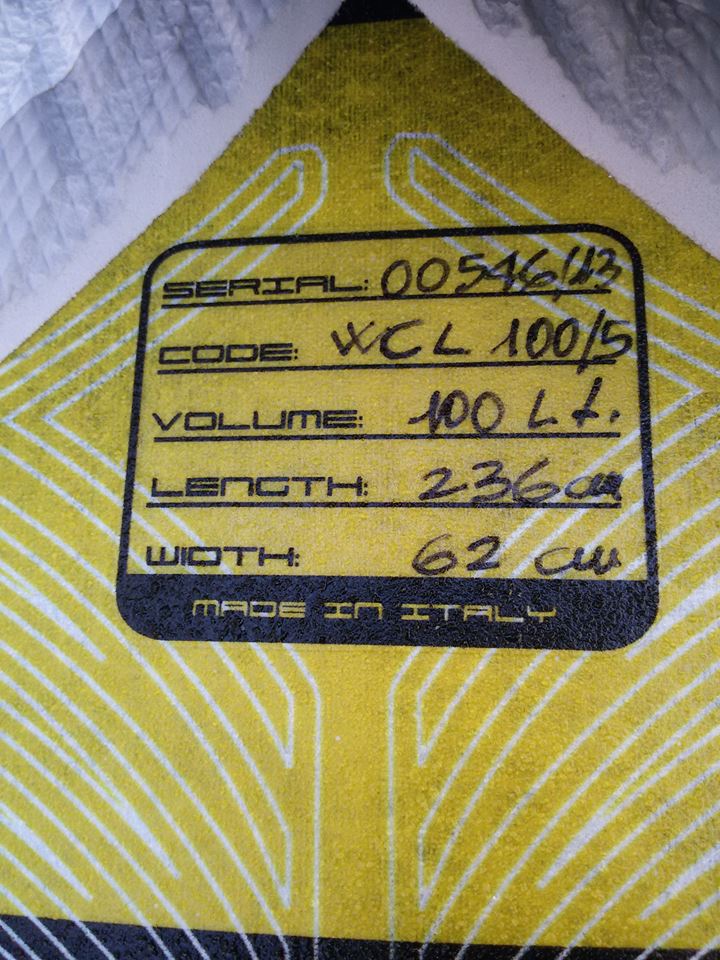 SERIAL: 00546/13
CODE: WCL 100/5
VOLUME: 100 Lt.
LENGTH: 236 cm
WIDTH: 62 cm
MADE IN ITALY